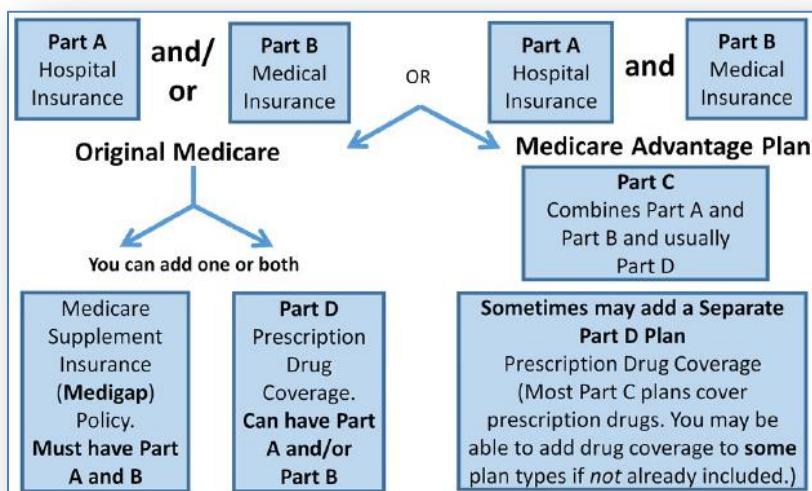 Part A
Hospital
Insurance
and/
or
Part B
Medical
Insurance
OR
Part A
Hospital
Insurance
and
Part B
Medical
Insurance
Original Medicare
You can add one or both
Medicare
Supplement
Insurance
(Medigap)
Policy.
Must have Part
A and B
Part D
Prescription
Drug
Coverage.
Can have Part
A and/or
Part B
Medicare Advantage Plan
Part C
Combines Part A and
Part B and usually
Part D
Sometimes may add a Separate
Part D Plan
Prescription Drug Coverage
(Most Part C plans cover
prescription drugs. You may be
able to add drug coverage to some
plan types if not already included.)